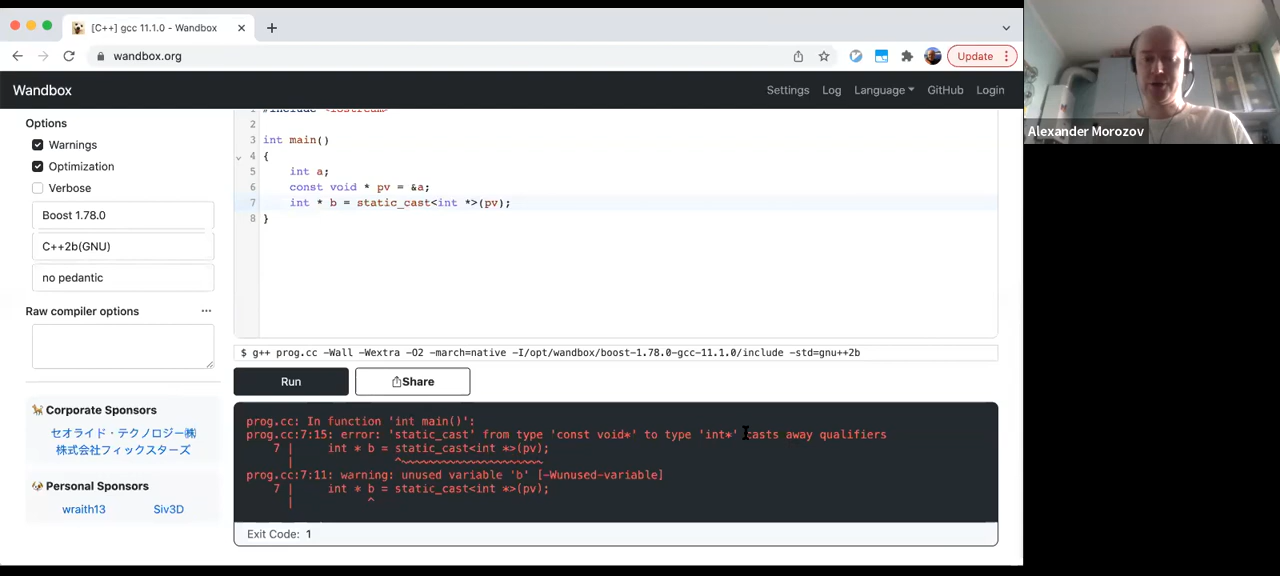 [C++] gcc 11.1.0 - Wandbox
wandbox.org
Update
Wandbox
Settings Log Language GitHub Login
Alexander Morozov
Options
Warnings
Optimization
Verbose
Boost 1.78.0
C++2b(GNU)
no pedantic
Raw compiler options
...
Corporate Sponsors
セオライド・テクノロジー㈱
株式会社フィックスターズ
Personal Sponsors
wraith13 Siv3D
1 #include <iostream>
2
3 int main()
4 {
5 int a;
6 const void * pv = &a;
7 int * b = static_cast<int *>(pv);
8 }
$ g++ prog.cc -Wall -Wextra -O2 -march=native -I/opt/wandbox/boost-1.78.0-gcc-11.1.0/include -std=gnu++2b
Run Share
prog.cc: In function 'int main()':
prog.cc:7:15: error: 'static_cast' from type 'const void*' to type 'int*' casts away qualifiers
7 | int * b = static_cast<int *>(pv);
| ^~~~~~~~~~~~~~~~~~~~~~
prog.cc:7:11: warning: unused variable 'b' [-Wunused-variable]
7 | int * b = static_cast<int *>(pv);
| ^
Exit Code: 1